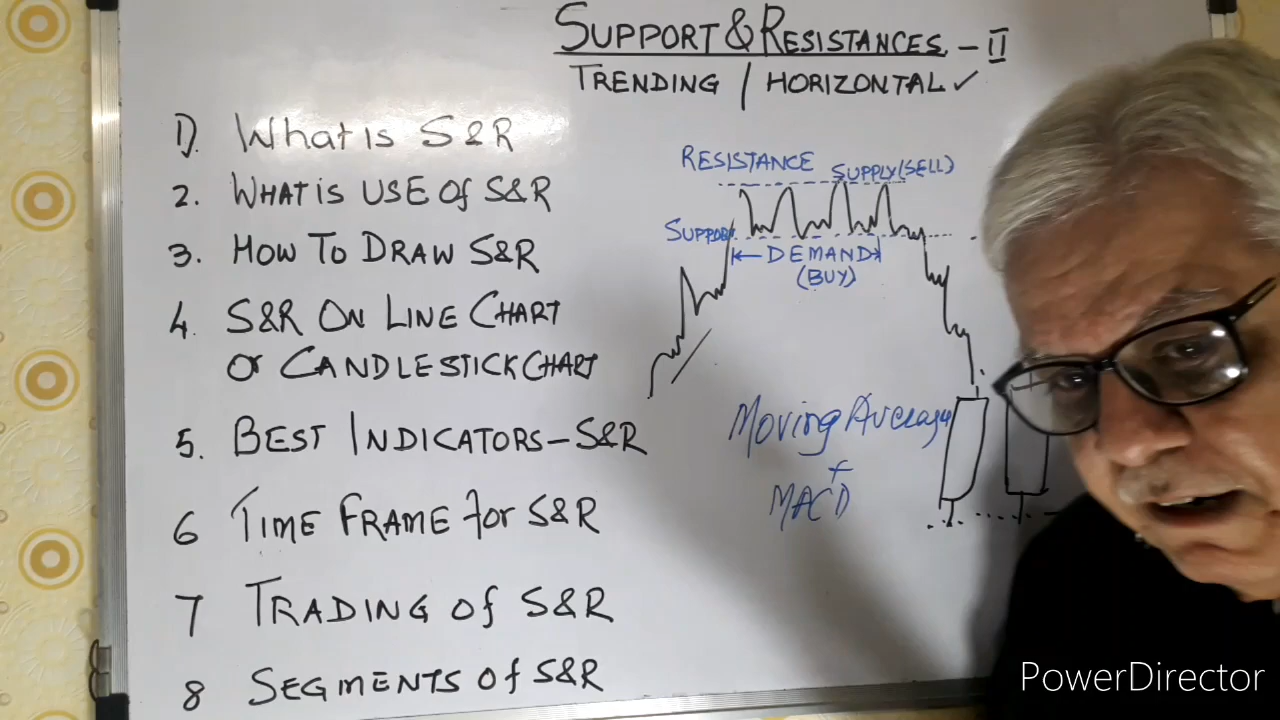 SUPPORT & RESISTANCES - II
TRENDING / HORIZONTAL ✓
1). What is S&R
2. WHAT is USE Of S&R
3. HOW TO DRAW S&R
4. S&R ON LINE CHART
or CANDLESTICK CHART
5. BEST INDICATORS - S&R
6 TIME FRAME for S&R
7 TRADING of S&R
8 SEGMENTS of S&R
RESISTANCE
SUPPLY (SELL)
SUPPORT
DEMAND
(BUY)
Moving Average
+
MACD
PowerDirector